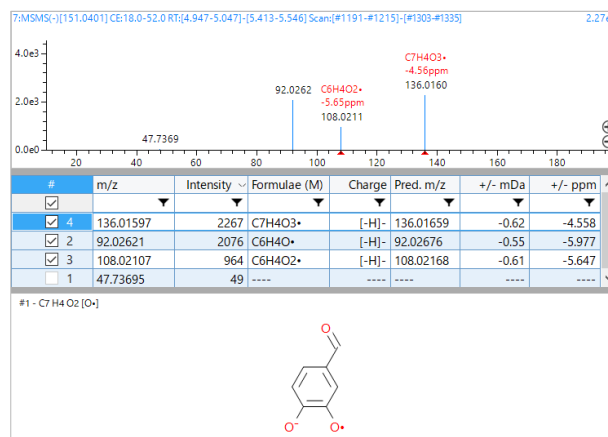 7:MSMS(-)[151.0401] CE:18.0-52.0 RT:[4.947-5.047]-[5.413-5.546] Scan:[#1191-#1215]-[#1303-#1335] 2.27e
4.0e3
2.0e3
0.0e0
47.7369
92.0262
C6H4O2•
-5.65ppm
108.0211
C7H4O3•
-4.56ppm
136.0160
20 40 60 80 100 120 140 160 180
# m/z Intensity Formulae (M) Charge Pred. m/z +/- mDa +/- ppm
4 136.01597 2267 C7H4O3• [-H]- 136.01659 -0.62 -4.558
2 92.02621 2076 C6H4O• [-H]- 92.02676 -0.55 -5.977
3 108.02107 964 C6H4O2• [-H]- 108.02168 -0.61 -5.647
1 47.73695 49 ---- ---- ---- ---- ----
#1 - C7 H4 O2 [O•]
O
O- O•